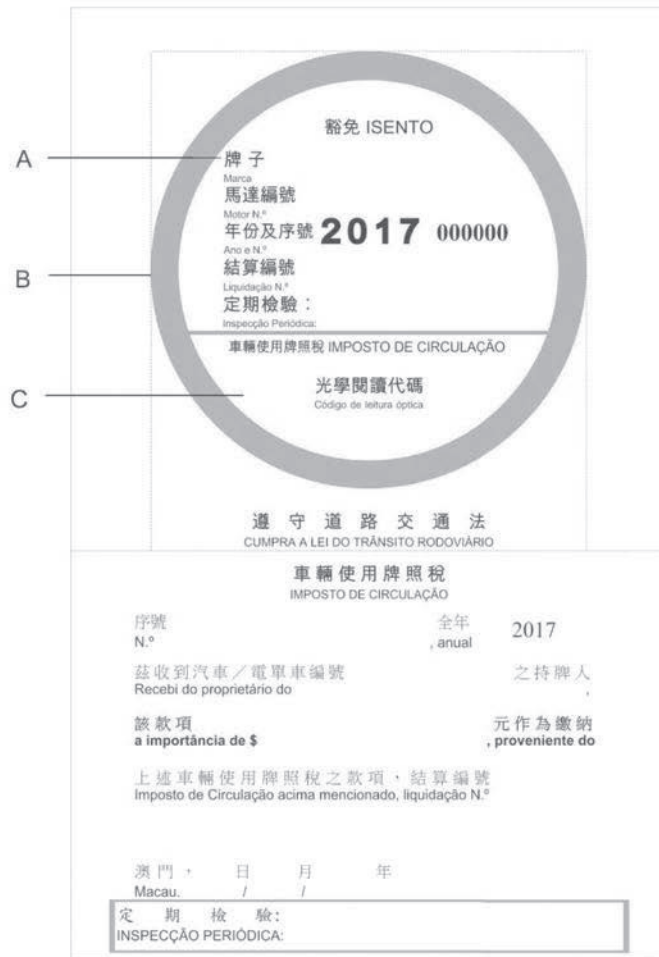 豁免 ISENTO
A
牌子
Marca
馬達編號
Motor N.º
年份及序號 2017 000000
Ano e N.º
B
結算編號
Liquidação N.º
定期檢驗：
Inspecção Periódica:
車輛使用牌照稅 IMPOSTO DE CIRCULAÇÃO
C
光學閱讀代碼
Código de leitura óptica
遵守道路交通法
CUMPRA A LEI DO TRÂNSITO RODOVIÁRIO
車輛使用牌照稅
IMPOSTO DE CIRCULAÇÃO
序號 全年 2017
N.º , anual
茲收到汽車／電單車編號 之持牌人
Recebi do proprietário do ,
該款項 元作為繳納
a importância de $ , proveniente do
上述車輛使用牌照稅之款項，結算編號
Imposto de Circulação acima mencionado, liquidação N.º
澳門， 日 月 年
Macau. / /
定期檢驗:
INSPECÇÃO PERIÓDICA: